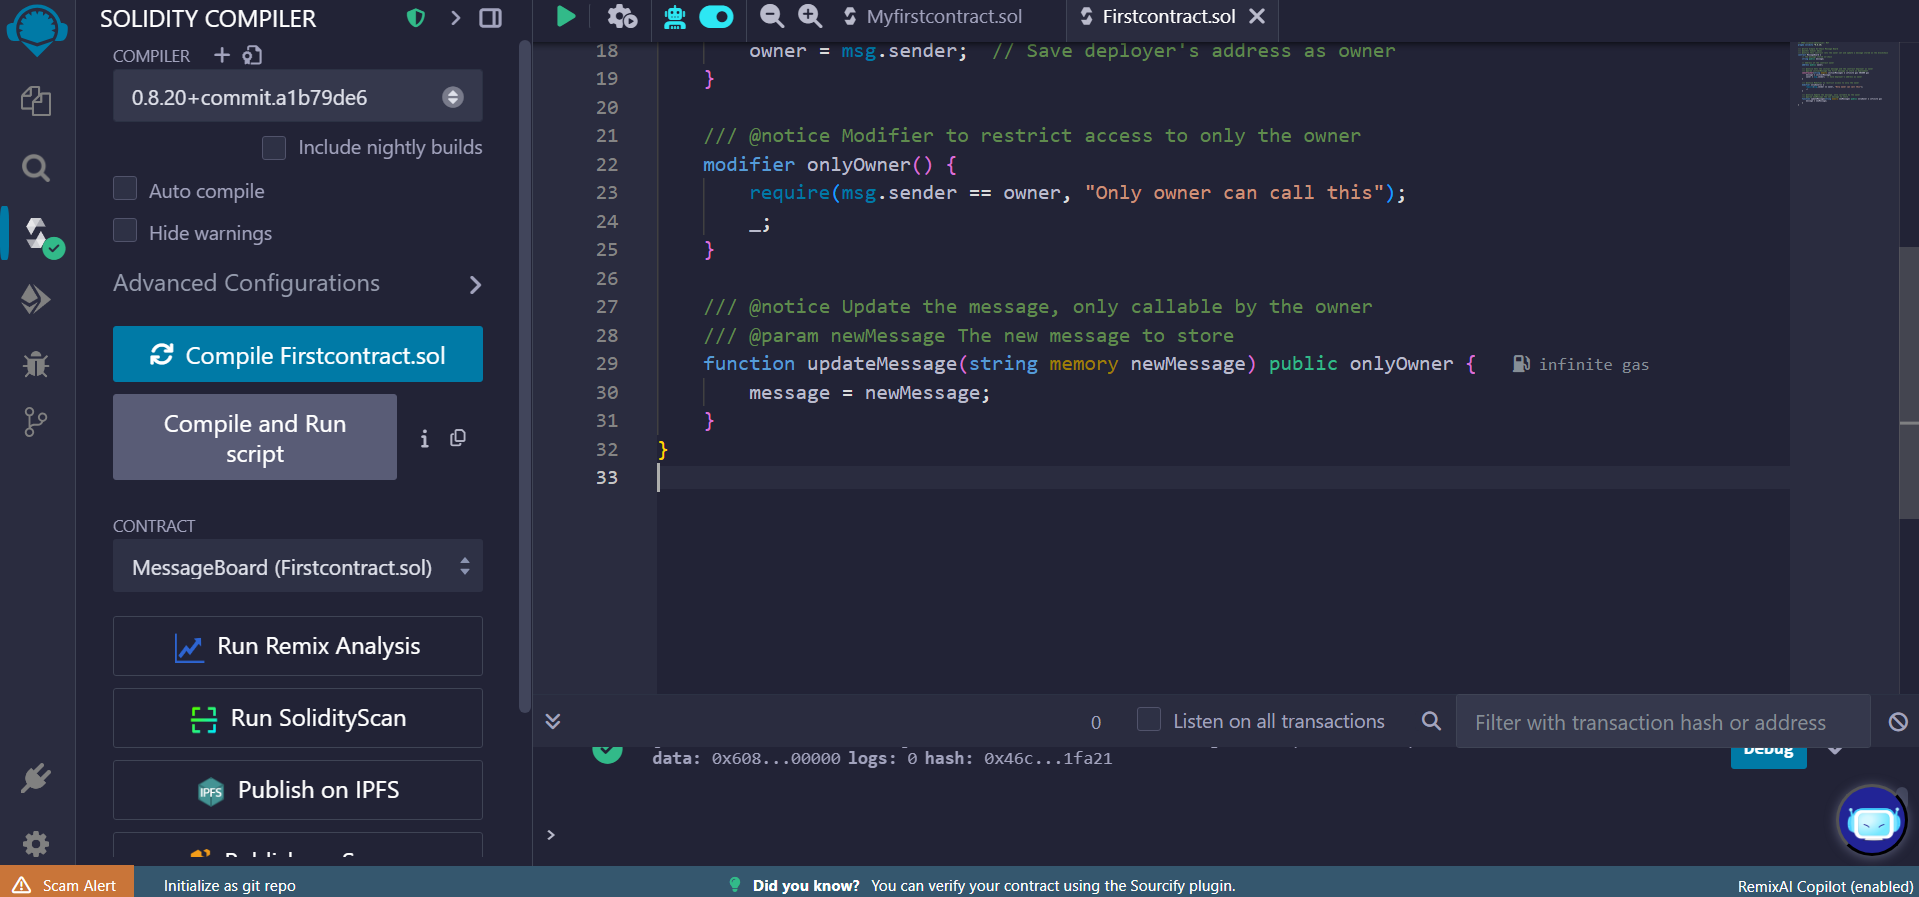 SOLIDITY COMPILER
COMPILER
0.8.20+commit.a1b79de6
Include nightly builds
Auto compile
Hide warnings
Advanced Configurations
Compile Firstcontract.sol
Compile and Run
script
CONTRACT
MessageBoard (Firstcontract.sol)
Run Remix Analysis
Run SolidityScan
IPFS Publish on IPFS
Myfirstcontract.sol
Firstcontract.sol
18 owner = msg.sender; // Save deployer's address as owner
19 }
20
21 /// @notice Modifier to restrict access to only the owner
22 modifier onlyOwner() {
23 require(msg.sender == owner, "Only owner can call this");
24 _;
25 }
26
27 /// @notice Update the message, only callable by the owner
28 /// @param newMessage The new message to store
29 function updateMessage(string memory newMessage) public onlyOwner { infinite gas
30 message = newMessage;
31 }
32 }
33
0 Listen on all transactions Filter with transaction hash or address
data: 0x608...00000 logs: 0 hash: 0x46c...1fa21
Debug
>
Scam Alert
Initialize as git repo
Did you know? You can verify your contract using the Sourcify plugin.
RemixAI Copilot (enabled)